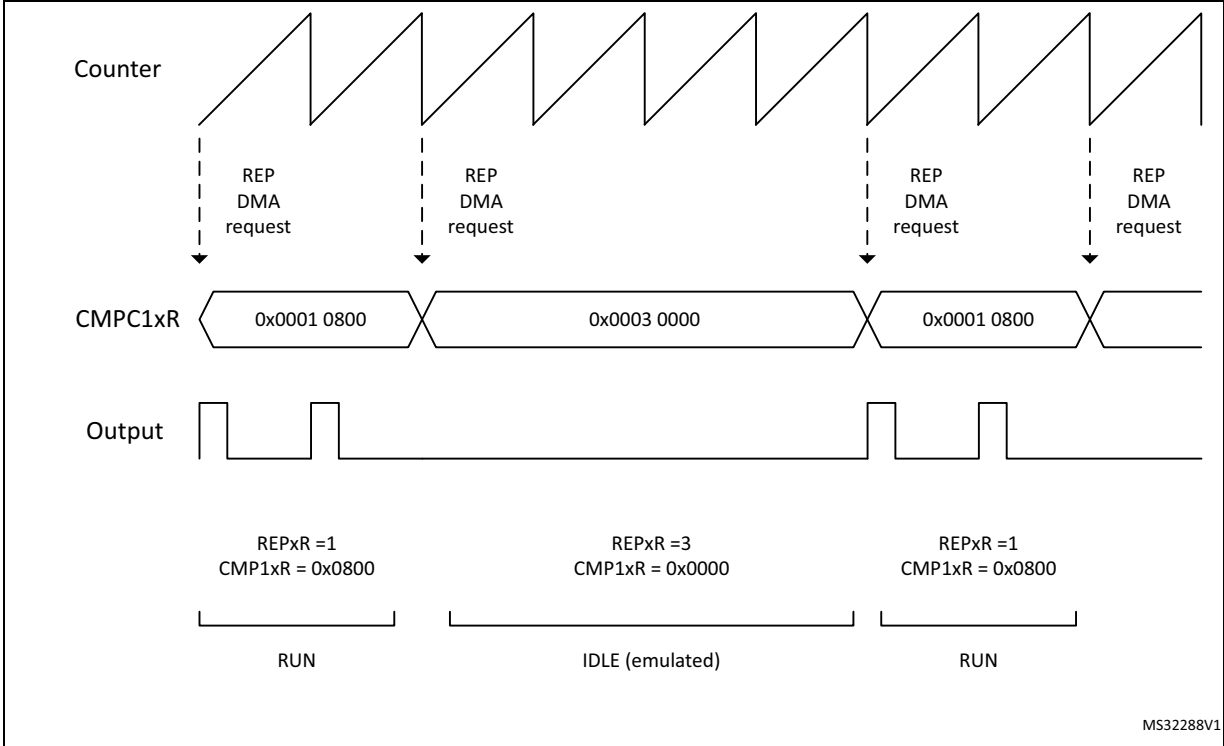 Counter
REP
DMA
request
REP
DMA
request
REP
DMA
request
REP
DMA
request
CMPC1xR
0x0001 0800
0x0003 0000
0x0001 0800
Output
REPxR =1
CMP1xR = 0x0800
REPxR =3
CMP1xR = 0x0000
REPxR =1
CMP1xR = 0x0800
RUN
IDLE (emulated)
RUN
MS32288V1